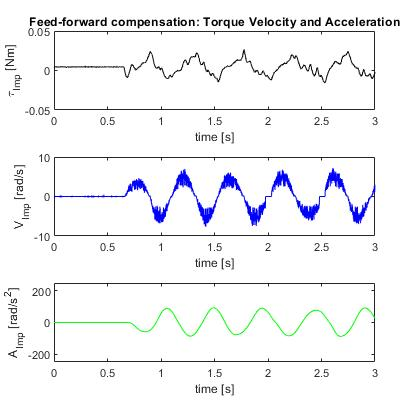 Feed-forward compensation: Torque Velocity and Acceleration
0.05
0
-0.05
τImp [Nm]
0 0.5 1 1.5 2 2.5 3
time [s]
10
0
-10
VImp [rad/s]
0 0.5 1 1.5 2 2.5 3
time [s]
200
0
-200
AImp [rad/s²]
0 0.5 1 1.5 2 2.5 3
time [s]